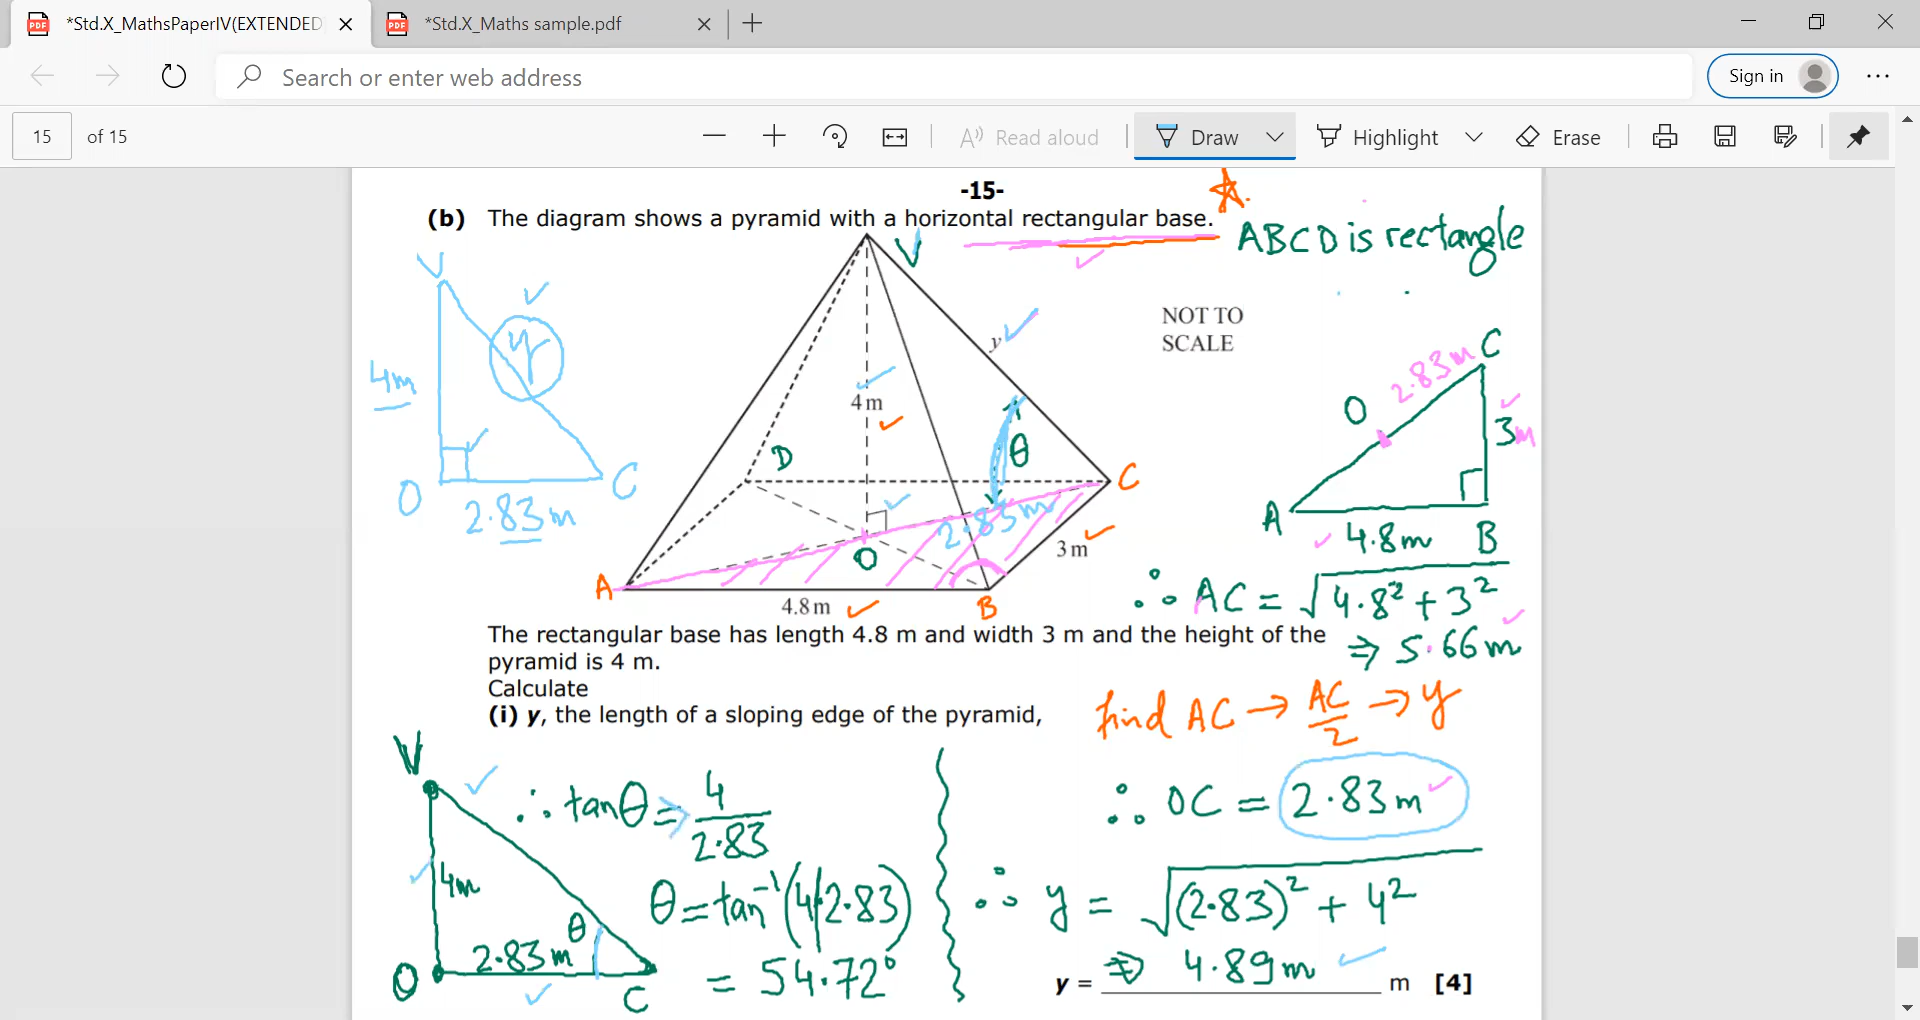 *Std.X_MathsPaperIV(EXTENDED
*Std.X_Maths sample.pdf
Search or enter web address
Sign in
15 of 15
Read aloud
Draw
Highlight
Erase
-15-
(b) The diagram shows a pyramid with a horizontal rectangular base.
ABCD is rectangle
V
4m
y
O
2.83m
C
V
y
4 m
θ
D
C
2.83m
O
3 m
A
4.8 m
B
NOT TO
SCALE
C
2.83m
O
3m
A
4.8m
B
∴ AC = √4.8² + 3²
⇒ 5.66m
The rectangular base has length 4.8 m and width 3 m and the height of the
pyramid is 4 m.
Calculate
(i) y, the length of a sloping edge of the pyramid,
find AC → AC/2 → y
V
4m
2.83m
θ
O
C
∴ tanθ = 4/2.83
θ = tan⁻¹(4/2.83)
= 54.72°
∴ OC = 2.83m
∴ y = √(2.83)² + 4²
y = ⇒ 4.89m m [4]